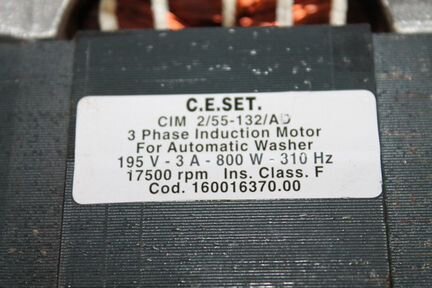 C.E.SET.
CIM 2/55-132/AD
3 Phase Induction Motor
For Automatic Washer
195 V - 3 A - 800 W - 310 Hz
17500 rpm Ins. Class. F
Cod. 160016370.00